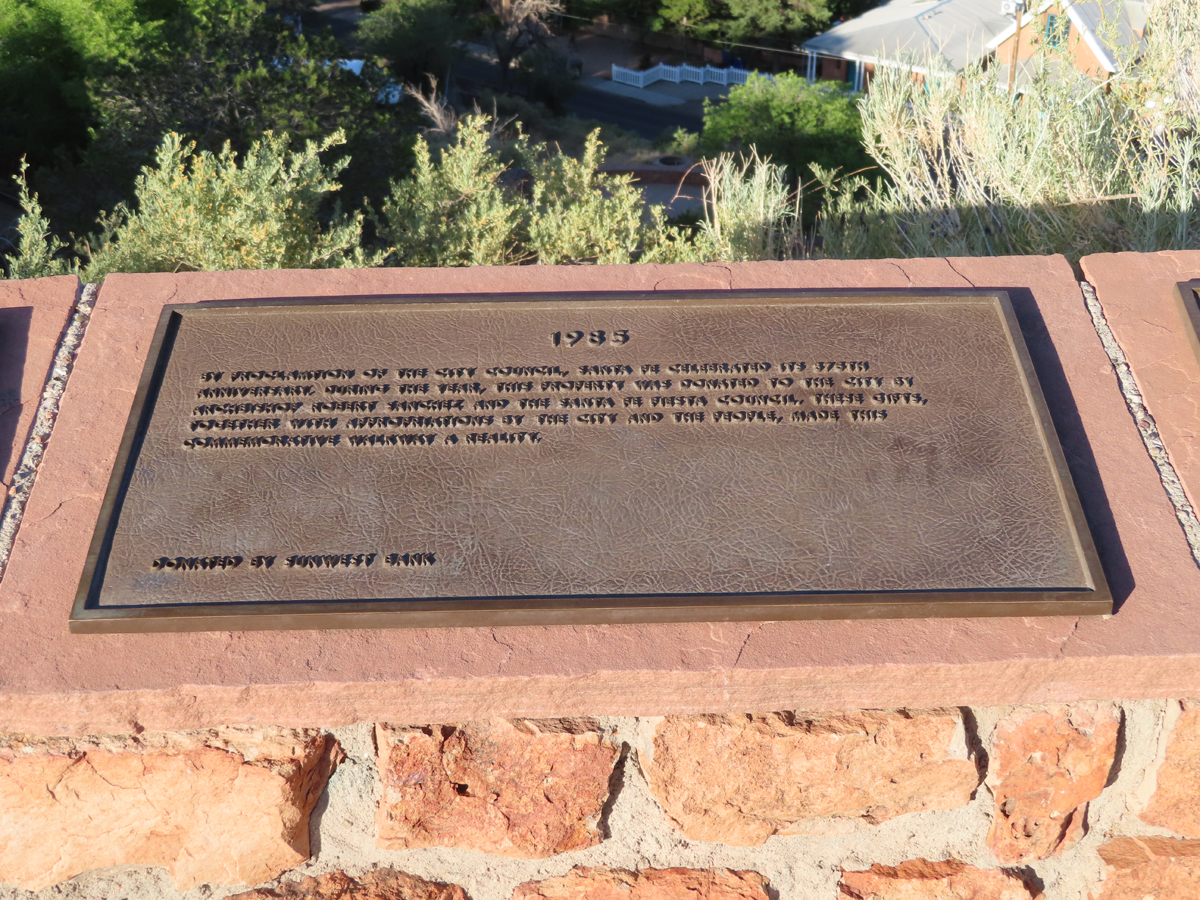 1985
BY PROCLAMATION OF THE CITY COUNCIL, SANTA FE CELEBRATED ITS 375TH
ANNIVERSARY. DURING THE YEAR, THIS PROPERTY WAS DONATED TO THE CITY BY
ROBERT SANCHEZ AND THE SANTA FE FIESTA COUNCIL. THESE GIFTS,
TOGETHER WITH APPROPRIATIONS BY THE CITY AND THE PEOPLE, MADE THIS
COMMEMORATIVE WALKWAY A REALITY.
DONATED BY SUNWEST BANK